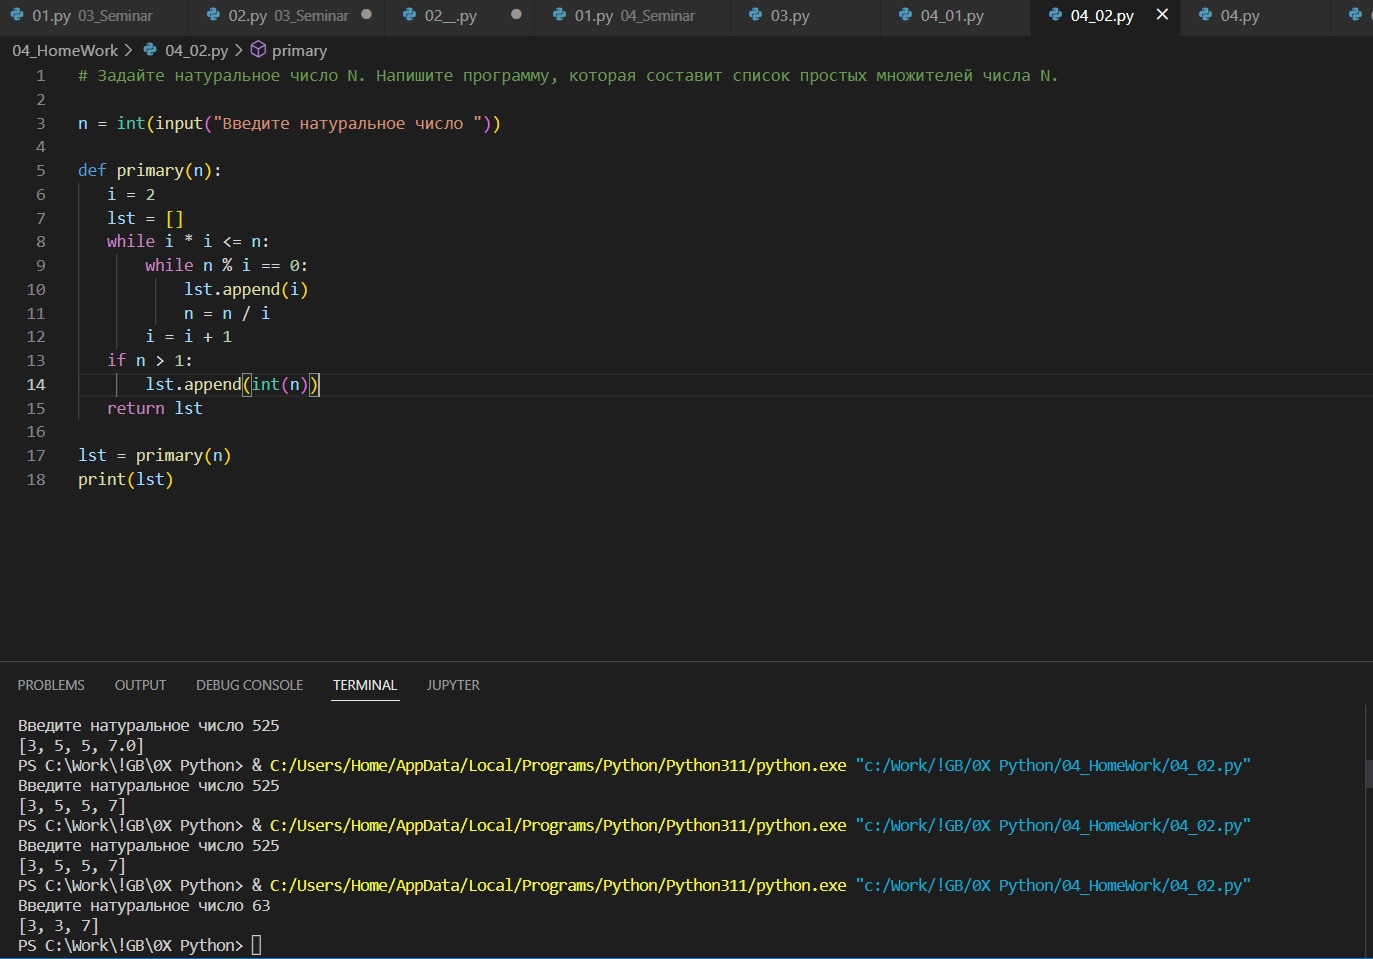 01.py 03_Seminar 02.py 03_Seminar 02__.py 01.py 04_Seminar 03.py 04_01.py 04_02.py 04.py
04_HomeWork > 04_02.py > primary
1 # Задайте натуральное число N. Напишите программу, которая составит список простых множителей числа N.
2
3 n = int(input("Введите натуральное число "))
4
5 def primary(n):
6 i = 2
7 lst = []
8 while i * i <= n:
9 while n % i == 0:
10 lst.append(i)
11 n = n / i
12 i = i + 1
13 if n > 1:
14 lst.append(int(n))
15 return lst
16
17 lst = primary(n)
18 print(lst)
PROBLEMS OUTPUT DEBUG CONSOLE TERMINAL JUPYTER
Введите натуральное число 525
[3, 5, 5, 7.0]
PS C:\Work\!GB\0X Python> & C:/Users/Home/AppData/Local/Programs/Python/Python311/python.exe "c:/Work/!GB/0X Python/04_HomeWork/04_02.py"
Введите натуральное число 525
[3, 5, 5, 7]
PS C:\Work\!GB\0X Python> & C:/Users/Home/AppData/Local/Programs/Python/Python311/python.exe "c:/Work/!GB/0X Python/04_HomeWork/04_02.py"
Введите натуральное число 525
[3, 5, 5, 7]
PS C:\Work\!GB\0X Python> & C:/Users/Home/AppData/Local/Programs/Python/Python311/python.exe "c:/Work/!GB/0X Python/04_HomeWork/04_02.py"
Введите натуральное число 63
[3, 3, 7]
PS C:\Work\!GB\0X Python>